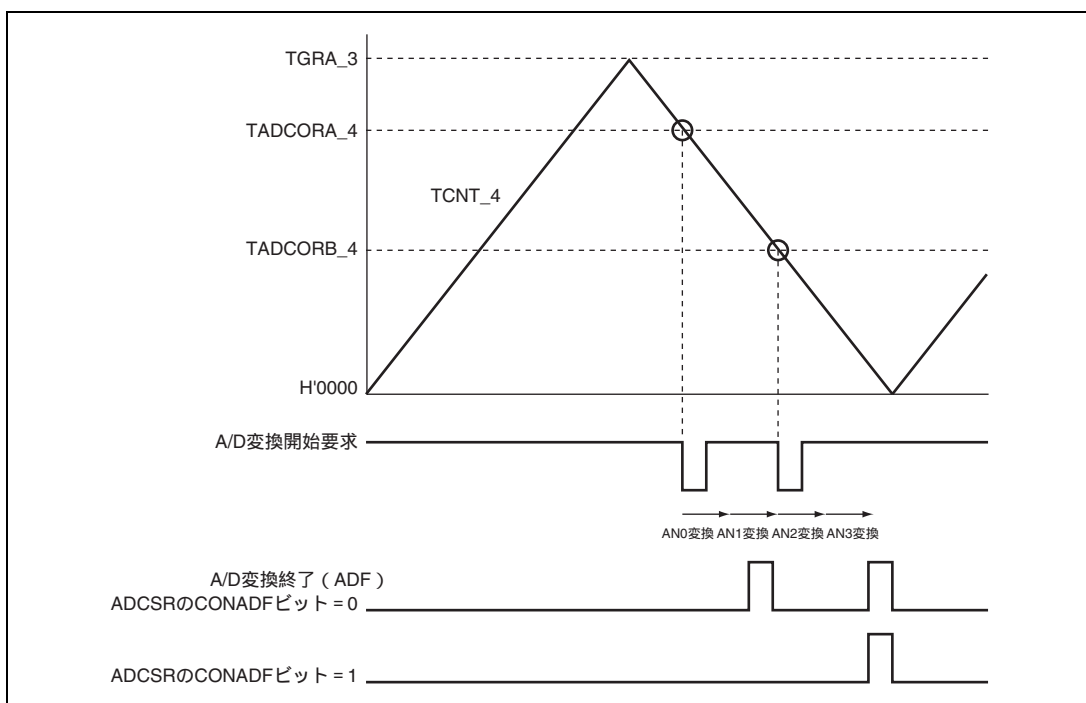 TGRA_3
TADCORA_4
TCNT_4
TADCORB_4
H'0000
A/D変換開始要求
AN0変換 AN1変換 AN2変換 AN3変換
A/D変換終了（ADF）
ADCSRのCONADFビット = 0
ADCSRのCONADFビット = 1